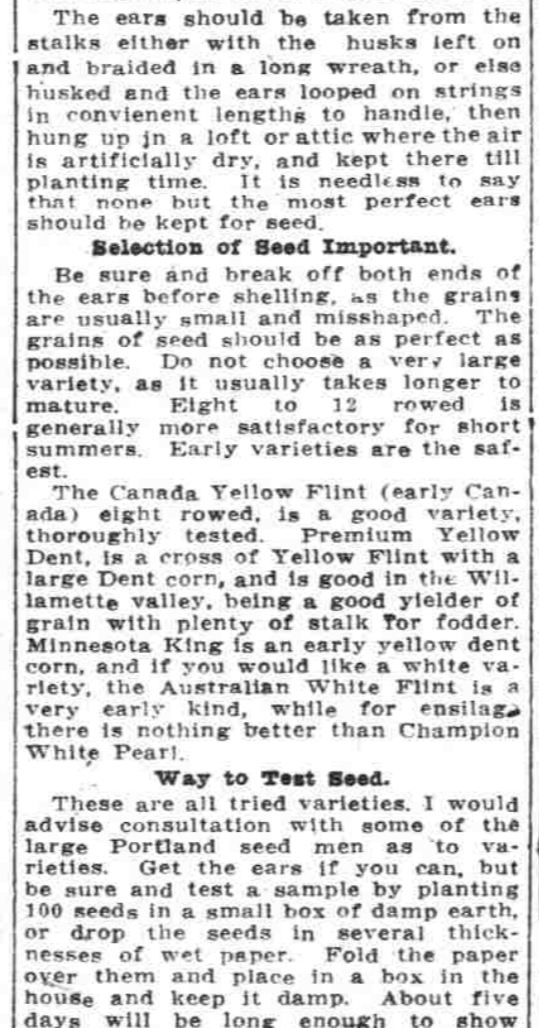 The ears should be taken from the
stalks either with the husks left on
and braided in a long wreath, or else
husked and the ears looped on strings
in convienent lengths to handle, then
hung up in a loft or attic where the air
is artificially dry, and kept there till
planting time. It is needless to say
that none but the most perfect ears
should be kept for seed.
Selection of Seed Important.
Be sure and break off both ends of
the ears before shelling, as the grains
are usually small and misshaped. The
grains of seed should be as perfect as
possible. Do not choose a very large
variety, as it usually takes longer to
mature. Eight to 12 rowed is
generally more satisfactory for short
summers. Early varieties are the saf-
est.
The Canada Yellow Flint (early Can-
ada) eight rowed, is a good variety,
thoroughly tested. Premium Yellow
Dent, is a cross of Yellow Flint with a
large Dent corn, and is good in the Wil-
lamette valley, being a good yielder of
grain with plenty of stalk for fodder.
Minnesota King is an early yellow dent
corn, and if you would like a white va-
riety, the Australian White Flint is a
very early kind, while for ensilage
there is nothing better than Champion
White Pearl.
Way to Test Seed.
These are all tried varieties. I would
advise consultation with some of the
large Portland seed men as to va-
rieties. Get the ears if you can, but
be sure and test a sample by planting
100 seeds in a small box of damp earth,
or drop the seeds in several thick-
nesses of wet paper. Fold the paper
over them and place in a box in the
house and keep it damp. About five
days will be long enough to show